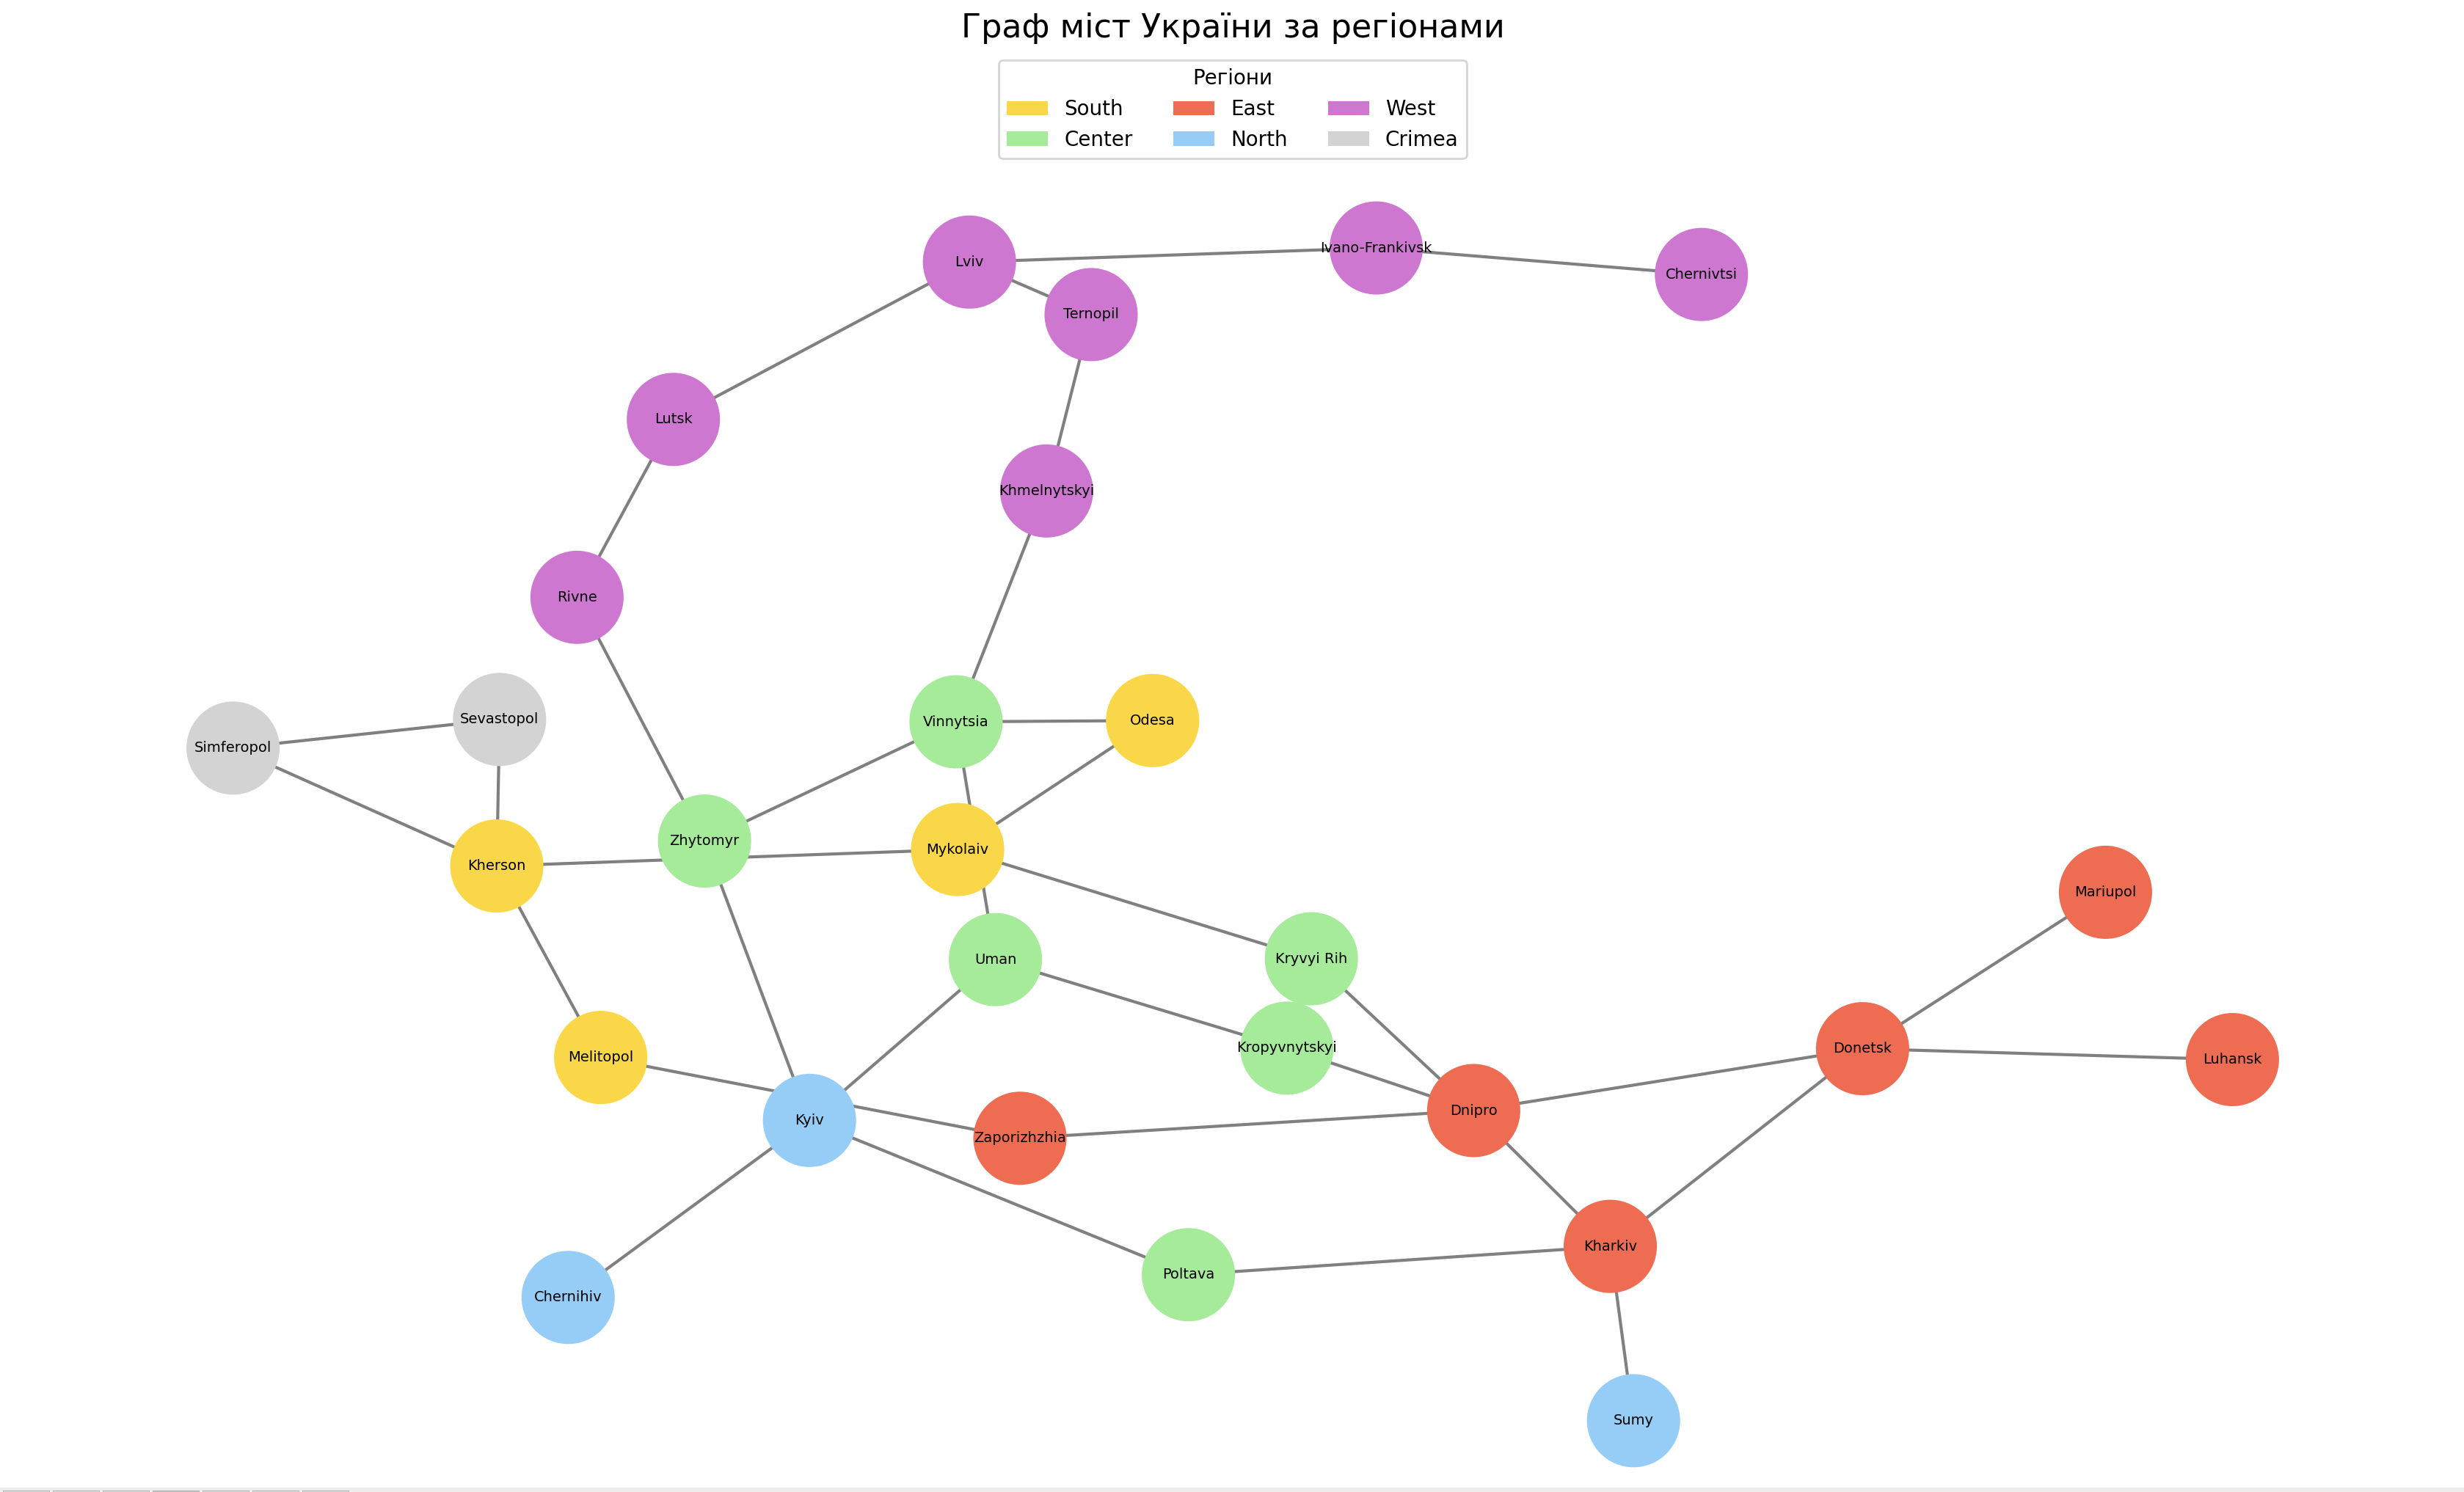 Граф міст України за регіонами
Регіони
South East West
Center North Crimea
Ivano-Frankivsk
Lviv
Chernivtsi
Ternopil
Lutsk
Khmelnytskyi
Rivne
Sevastopol
Odesa
Vinnytsia
Simferopol
Zhytomyr
Mykolaiv
Kherson
Mariupol
Kryvyi Rih
Uman
Kropyvnytskyi
Donetsk
Melitopol
Luhansk
Dnipro
Kyiv
Zaporizhzhia
Kharkiv
Poltava
Chernihiv
Sumy